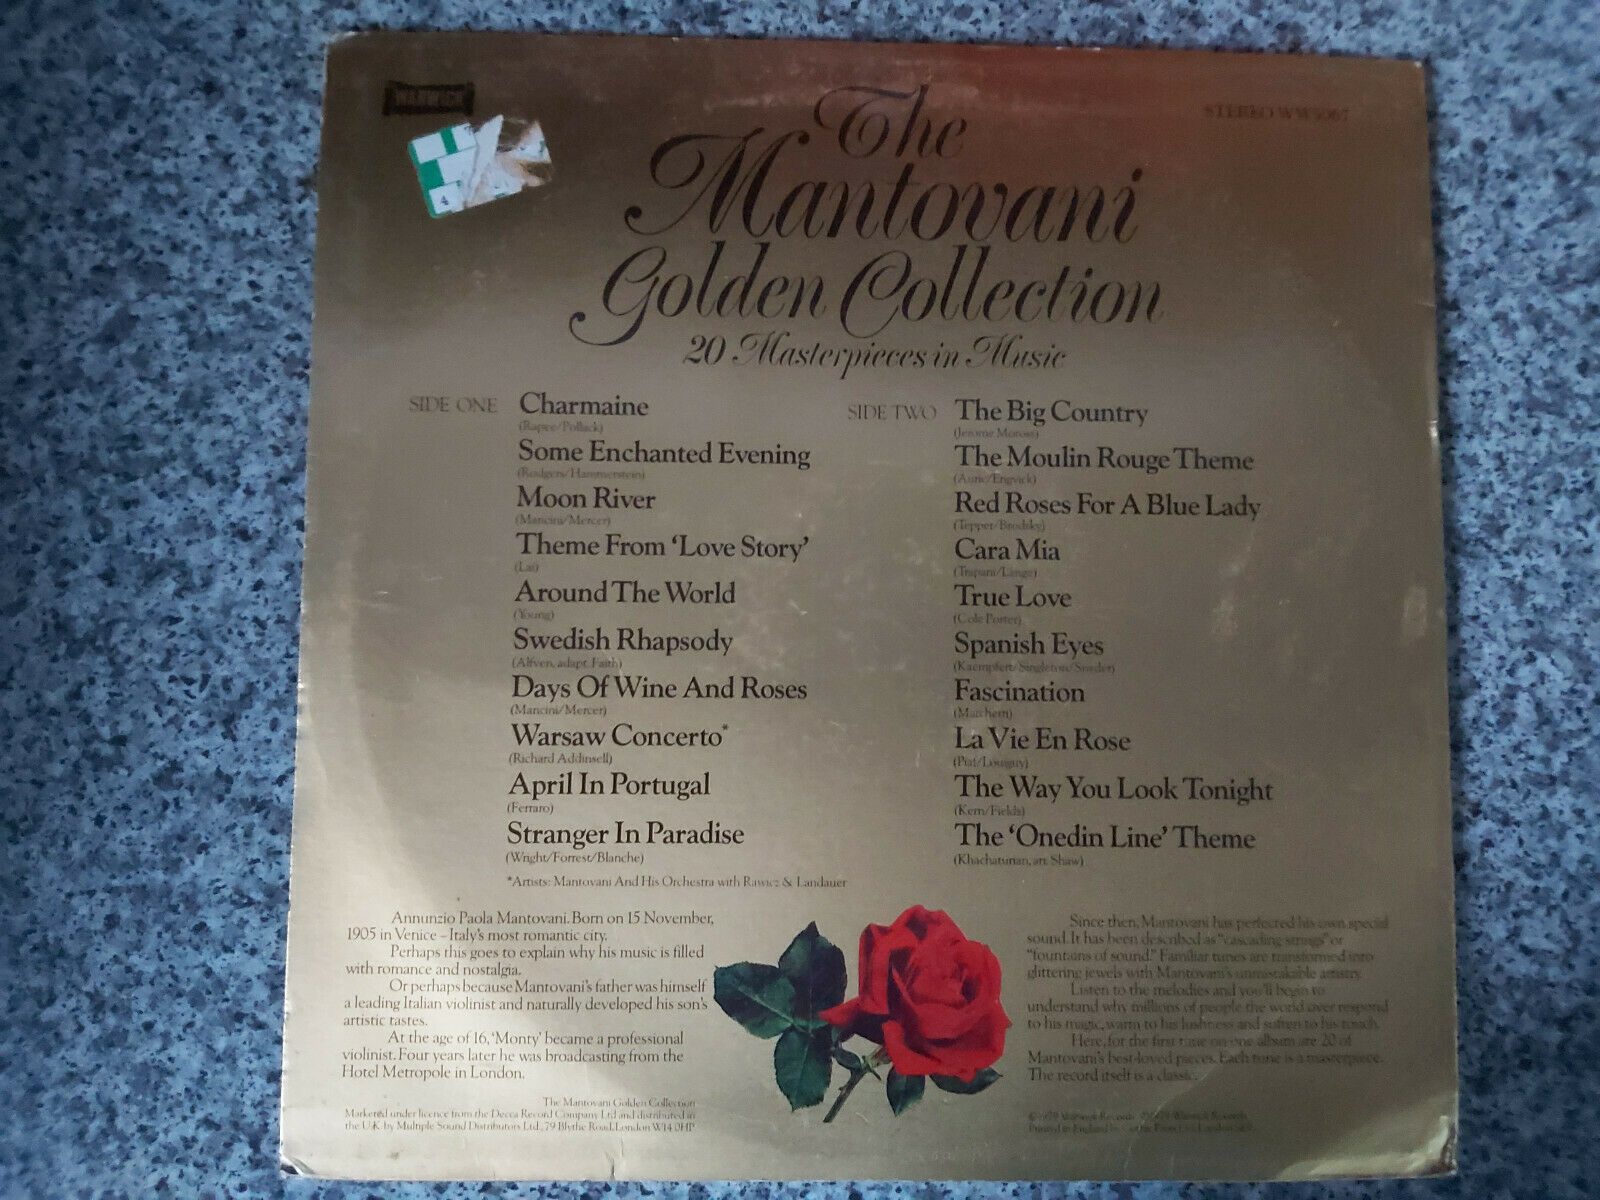 WARWICK
STEREO WW5067
The
Mantovani
Golden Collection
20 Masterpieces in Music
SIDE ONE
Charmaine
(Rapee/Pollack)
Some Enchanted Evening
(Rodgers/Hammerstein)
Moon River
(Mancini/Mercer)
Theme From ‘Love Story’
(Lai)
Around The World
(Young)
Swedish Rhapsody
(Alfven, adapt. Faith)
Days Of Wine And Roses
(Mancini/Mercer)
Warsaw Concerto*
(Richard Addinsell)
April In Portugal
(Ferraro)
Stranger In Paradise
(Wright/Forrest/Blanche)
*Artists: Mantovani And His Orchestra with Rawicz & Landauer
SIDE TWO
The Big Country
(Jerome Moross)
The Moulin Rouge Theme
(Auric/Engvick)
Red Roses For A Blue Lady
(Tepper/Brodsky)
Cara Mia
(Trapani/Lange)
True Love
(Cole Porter)
Spanish Eyes
(Kaempfert/Singleton/Snyder)
Fascination
(Marchetti)
La Vie En Rose
(Piaf/Louiguy)
The Way You Look Tonight
(Kern/Fields)
The ‘Onedin Line’ Theme
(Khachaturian, arr. Shaw)
Annunzio Paola Mantovani. Born on 15 November,
1905 in Venice – Italy's most romantic city.
Perhaps this goes to explain why his music is filled
with romance and nostalgia.
Or perhaps because Mantovani's father was himself
a leading Italian violinist and naturally developed his son's
artistic tastes.
At the age of 16, ‘Monty’ became a professional
violinist. Four years later he was broadcasting from the
Hotel Metropole in London.
Since then, Mantovani has perfected his own special
sound. It has been described as “cascading strings” or
“fountains of sound.” Familiar tunes are transformed into
glittering jewels with Mantovani's unmistakable artistry.
Listen to the melodies and you'll begin to
understand why millions of people the world over respond
to his magic, warm to his lushness and soften to his touch.
Here, for the first time on one album are 20 of
Mantovani's best-loved pieces. Each tune is a masterpiece.
The record itself is a classic.
The Mantovani Golden Collection
Marketed under licence from the Decca Record Company Ltd and distributed in
the U.K. by Multiple Sound Distributors Ltd., 79 Blythe Road, London W14 0HP
Warwick Records Warwick Records
Printed in England by
4